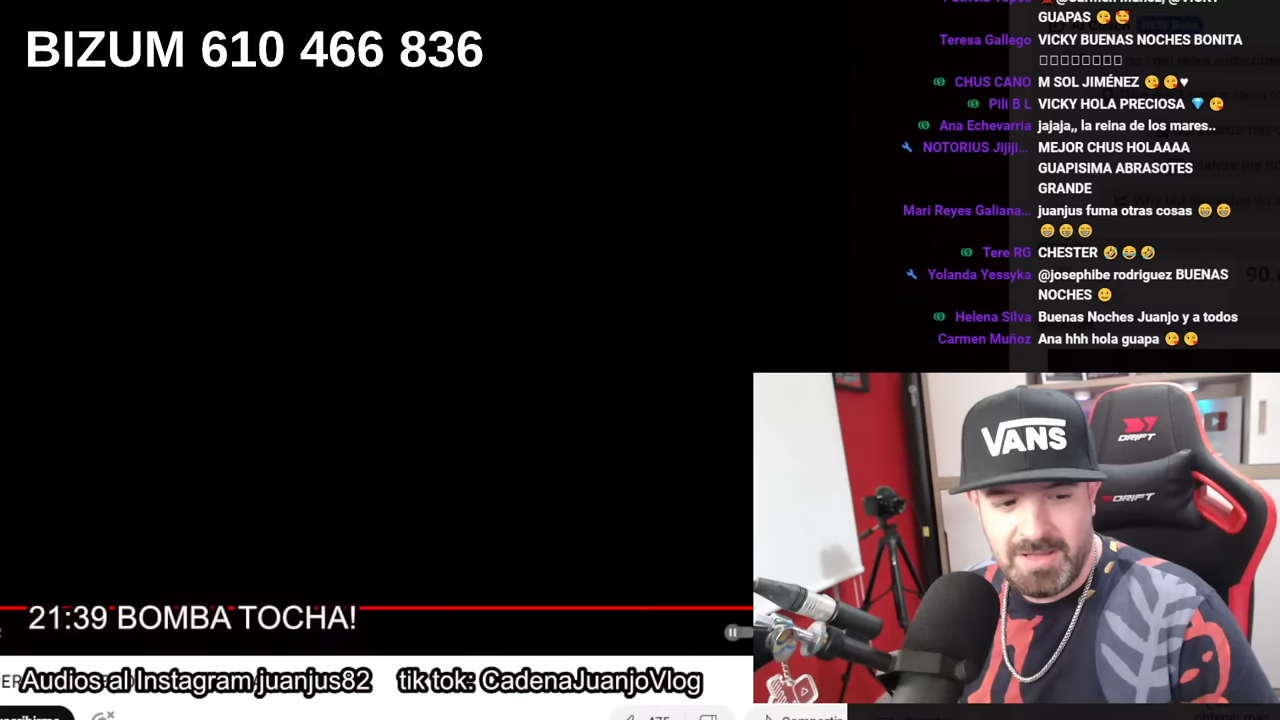 BIZUM 610 466 836
GUAPAS 😘 🥰
Teresa Gallego VICKY BUENAS NOCHES BONITA
CHUS CANO M SOL JIMÉNEZ 😘 😘♥
Pili B L VICKY HOLA PRECIOSA 💎 😘
Ana Echevarria jajaja,, la reina de los mares..
NOTORIUS Jijiji... MEJOR CHUS HOLAAAA
GUAPISIMA ABRASOTES
GRANDE
Mari Reyes Galiana... juanjus fuma otras cosas 😁 😁
😁 😁 😁
Tere RG CHESTER 🤣 😂 🤣
Yolanda Yessyka @josephibe rodriguez BUENAS
NOCHES 🙂
Helena Silva Buenas Noches Juanjo y a todos
Carmen Muñoz Ana hhh hola guapa 😘 😘
VANS
DRIFT
DRIFT
21:39 BOMBA TOCHA!
Audios al Instagram juanjus82 tik tok: CadenaJuanjoVlog